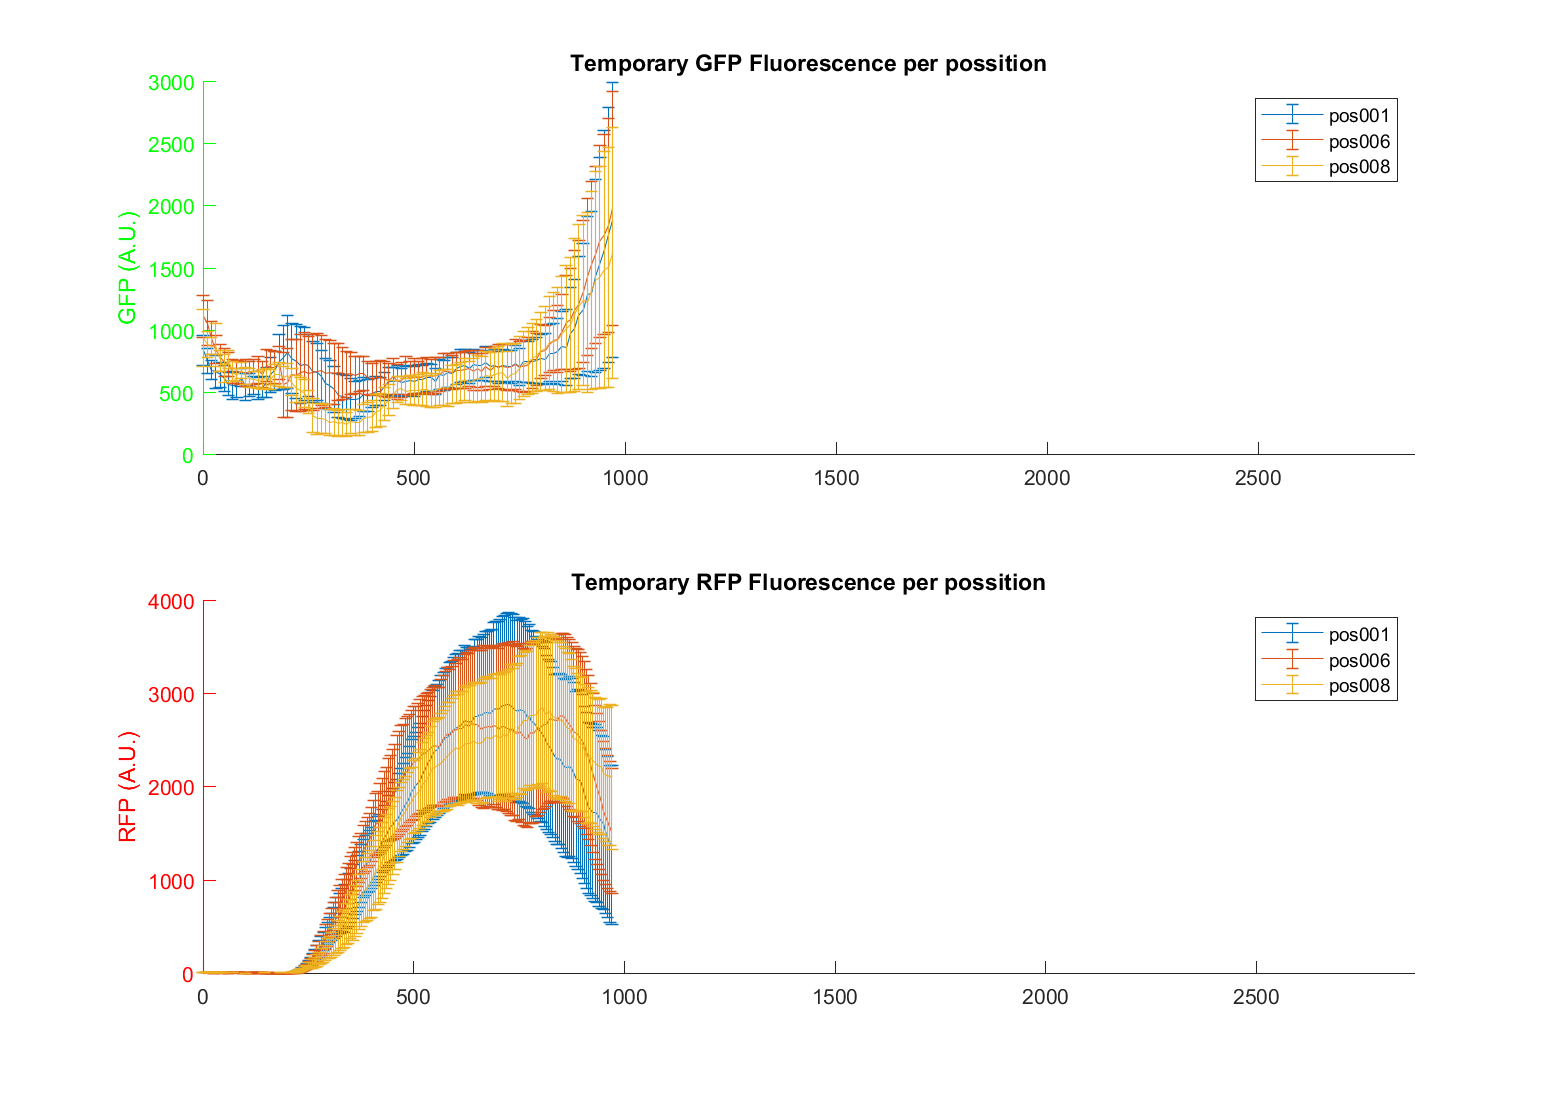 Temporary GFP Fluorescence per possition
3000
2500
2000
1500
1000
500
0
GFP (A.U.)
0 500 1000 1500 2000 2500
pos001
pos006
pos008
Temporary RFP Fluorescence per possition
4000
3000
2000
1000
0
RFP (A.U.)
0 500 1000 1500 2000 2500
pos001
pos006
pos008